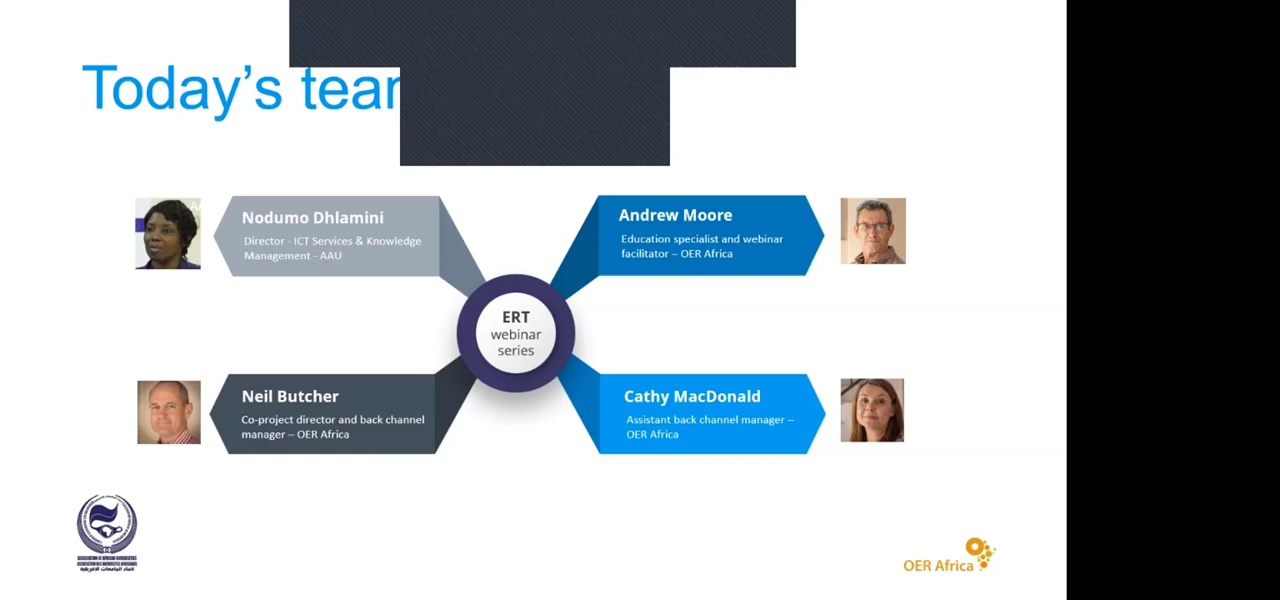 Today's tear
Nodumo Dhlamini
Director - ICT Services & Knowledge
Management - AAU
Andrew Moore
Education specialist and webinar
facilitator – OER Africa
ERT
webinar
series
Neil Butcher
Co-project director and back channel
manager – OER Africa
Cathy MacDonald
Assistant back channel manager –
OER Africa
OER Africa